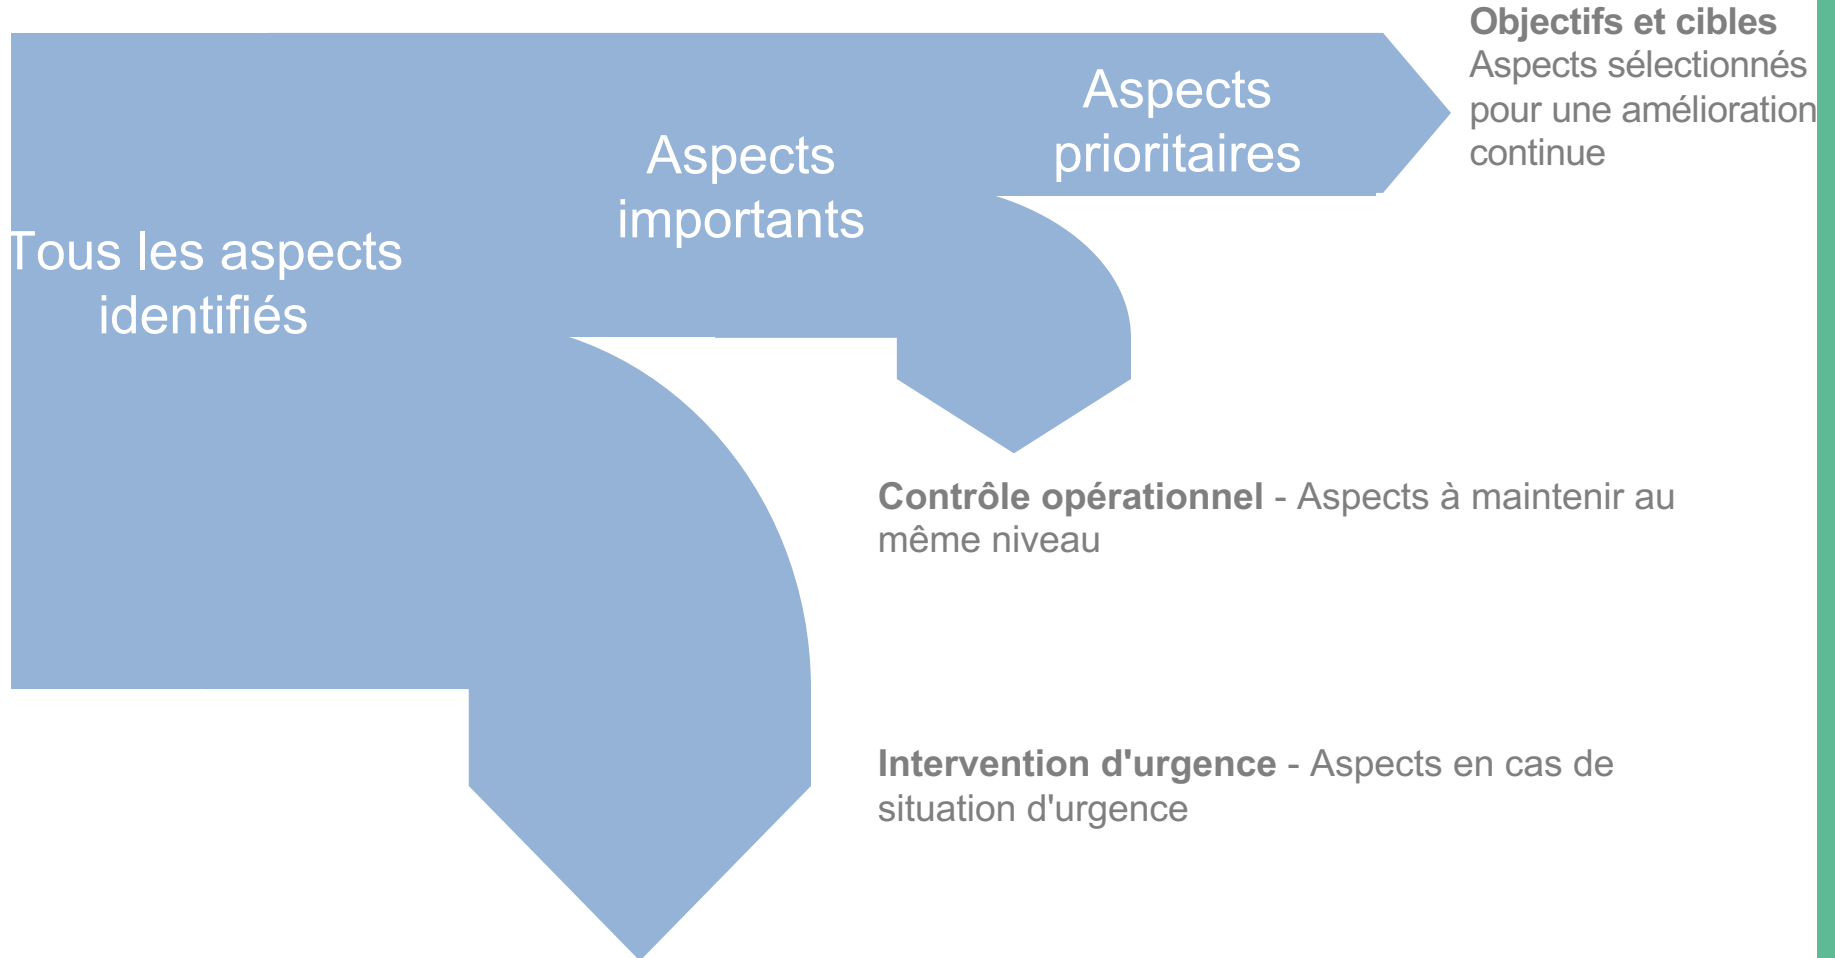 Objectifs et cibles
Aspects sélectionnés
pour une amélioration
continue
Aspects
prioritaires
Aspects
importants
Tous les aspects
identifiés
Contrôle opérationnel - Aspects à maintenir au
même niveau
Intervention d'urgence - Aspects en cas de
situation d'urgence